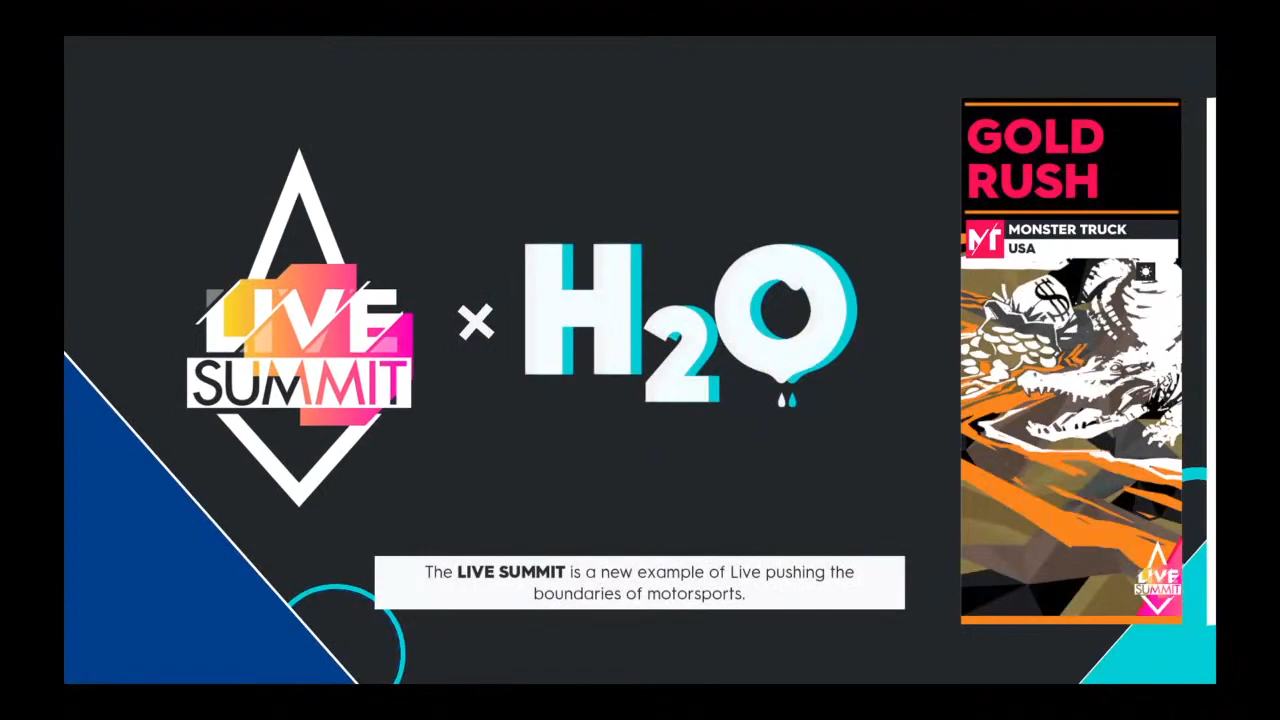 LIVE
SUMMIT
×
H2O
The LIVE SUMMIT is a new example of Live pushing the
boundaries of motorsports.
GOLD
RUSH
MT
MONSTER TRUCK
USA
$
LIVE
SUMMIT